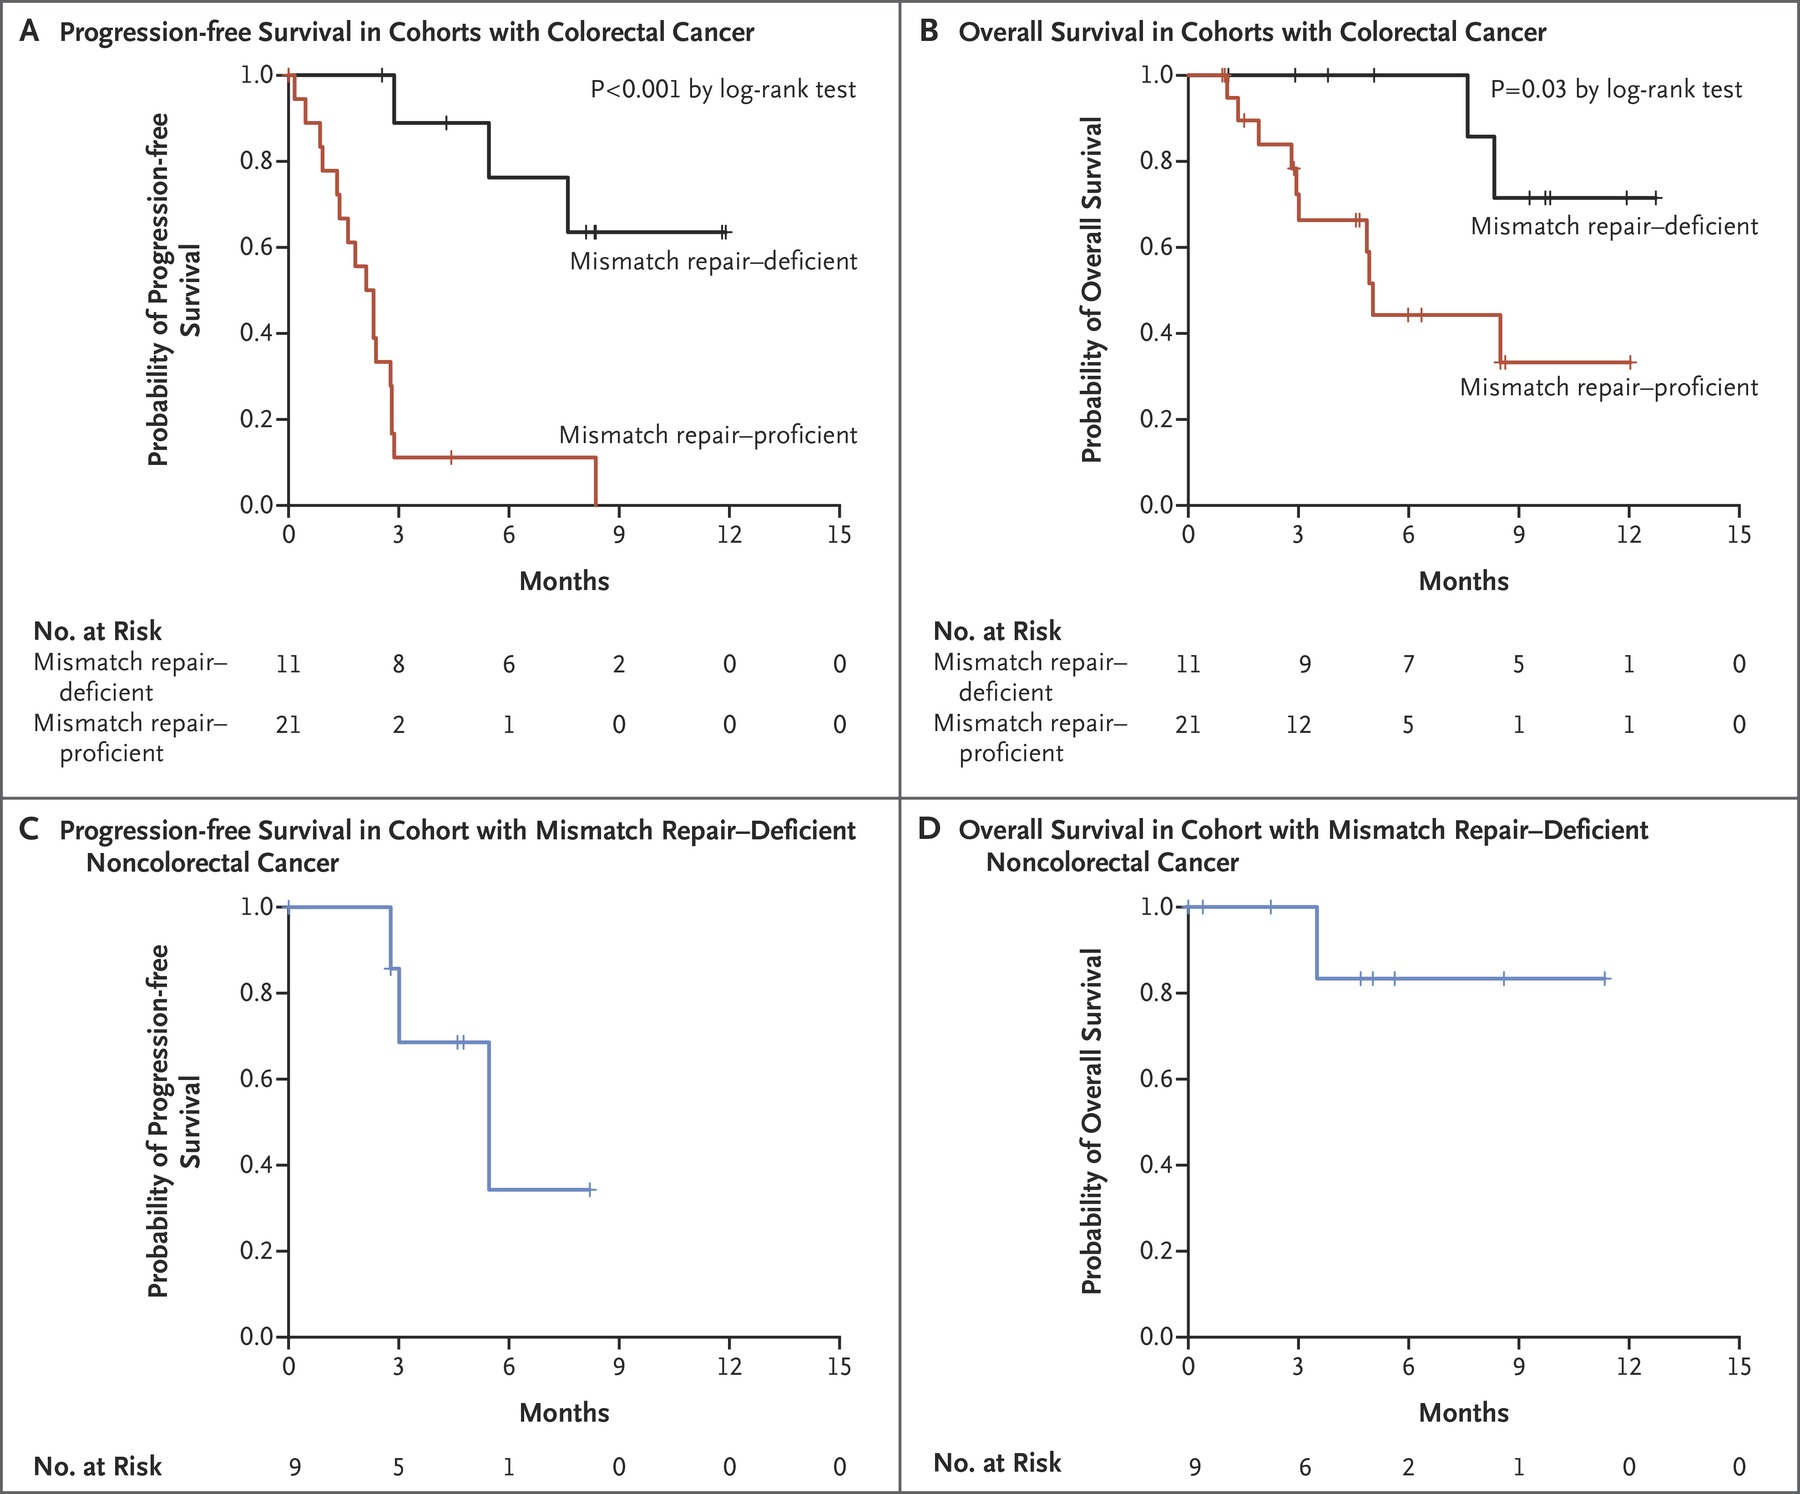 A Progression-free Survival in Cohorts with Colorectal Cancer
Probability of Progression-free
Survival
1.0
0.8
0.6
0.4
0.2
0.0
P<0.001 by log-rank test
Mismatch repair–deficient
Mismatch repair–proficient
0 3 6 9 12 15
Months
No. at Risk
Mismatch repair–
deficient
11 8 6 2 0 0
Mismatch repair–
proficient
21 2 1 0 0 0
B Overall Survival in Cohorts with Colorectal Cancer
Probability of Overall Survival
1.0
0.8
0.6
0.4
0.2
0.0
P=0.03 by log-rank test
Mismatch repair–deficient
Mismatch repair–proficient
0 3 6 9 12 15
Months
No. at Risk
Mismatch repair–
deficient
11 9 7 5 1 0
Mismatch repair–
proficient
21 12 5 1 1 0
C Progression-free Survival in Cohort with Mismatch Repair–Deficient
Noncolorectal Cancer
Probability of Progression-free
Survival
1.0
0.8
0.6
0.4
0.2
0.0
0 3 6 9 12 15
Months
No. at Risk 9 5 1 0 0 0
D Overall Survival in Cohort with Mismatch Repair–Deficient
Noncolorectal Cancer
Probability of Overall Survival
1.0
0.8
0.6
0.4
0.2
0.0
0 3 6 9 12 15
Months
No. at Risk 9 6 2 1 0 0